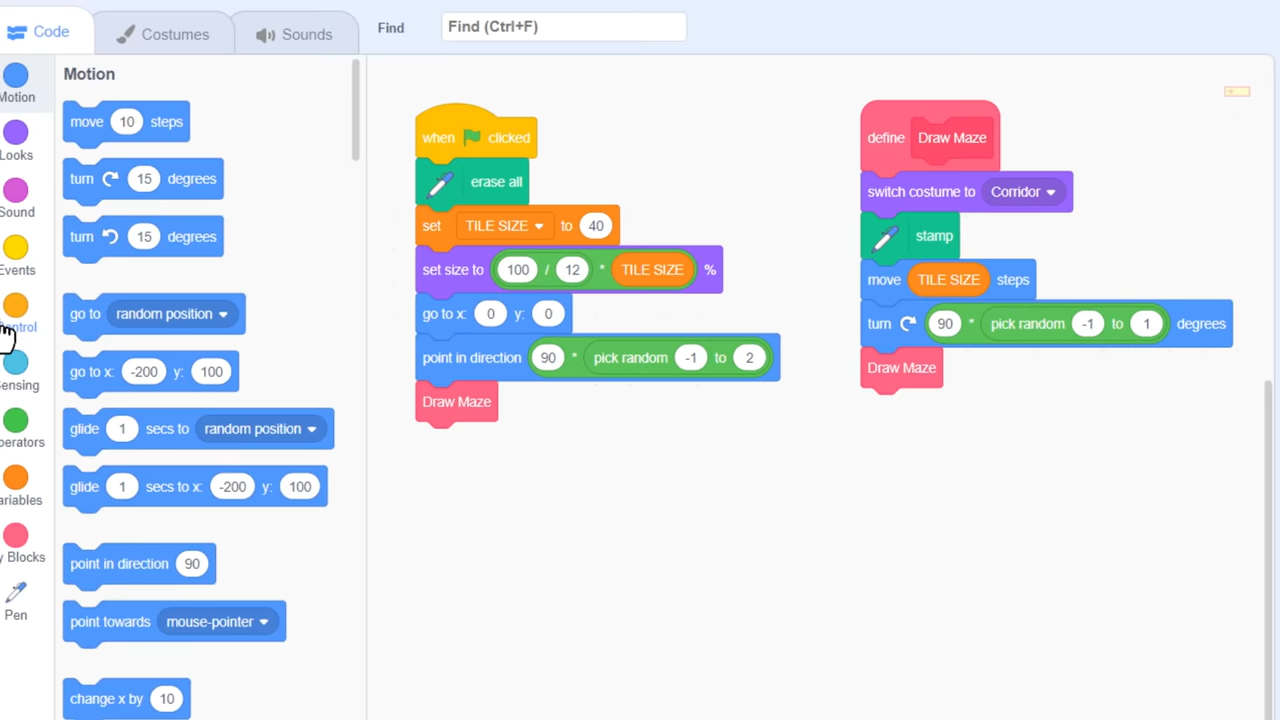 Code
Costumes
Sounds
Find
Find (Ctrl+F)
Motion
Looks
Sound
Events
ontrol
ensing
perators
ariables
y Blocks
Pen
Motion
move 10 steps
turn 15 degrees
turn 15 degrees
go to random position
go to x: -200 y: 100
glide 1 secs to random position
glide 1 secs to x: -200 y: 100
point in direction 90
point towards mouse-pointer
change x by 10
when clicked
erase all
set TILE SIZE to 40
set size to 100 / 12 * TILE SIZE %
go to x: 0 y: 0
point in direction 90 * pick random -1 to 2
Draw Maze
define Draw Maze
switch costume to Corridor
stamp
move TILE SIZE steps
turn 90 * pick random -1 to 1 degrees
Draw Maze